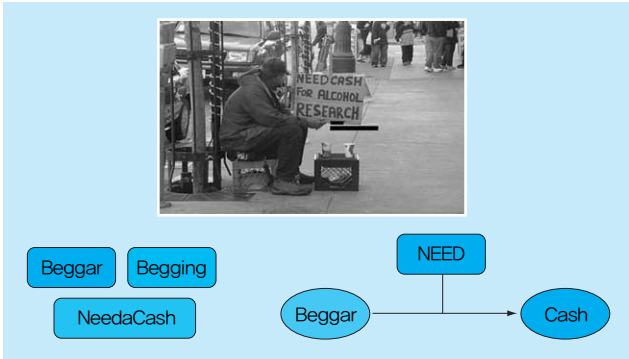 NEED CASH
FOR ALCOHOL
RESEARCH
Beggar
Begging
NeedaCash
NEED
Beggar
Cash